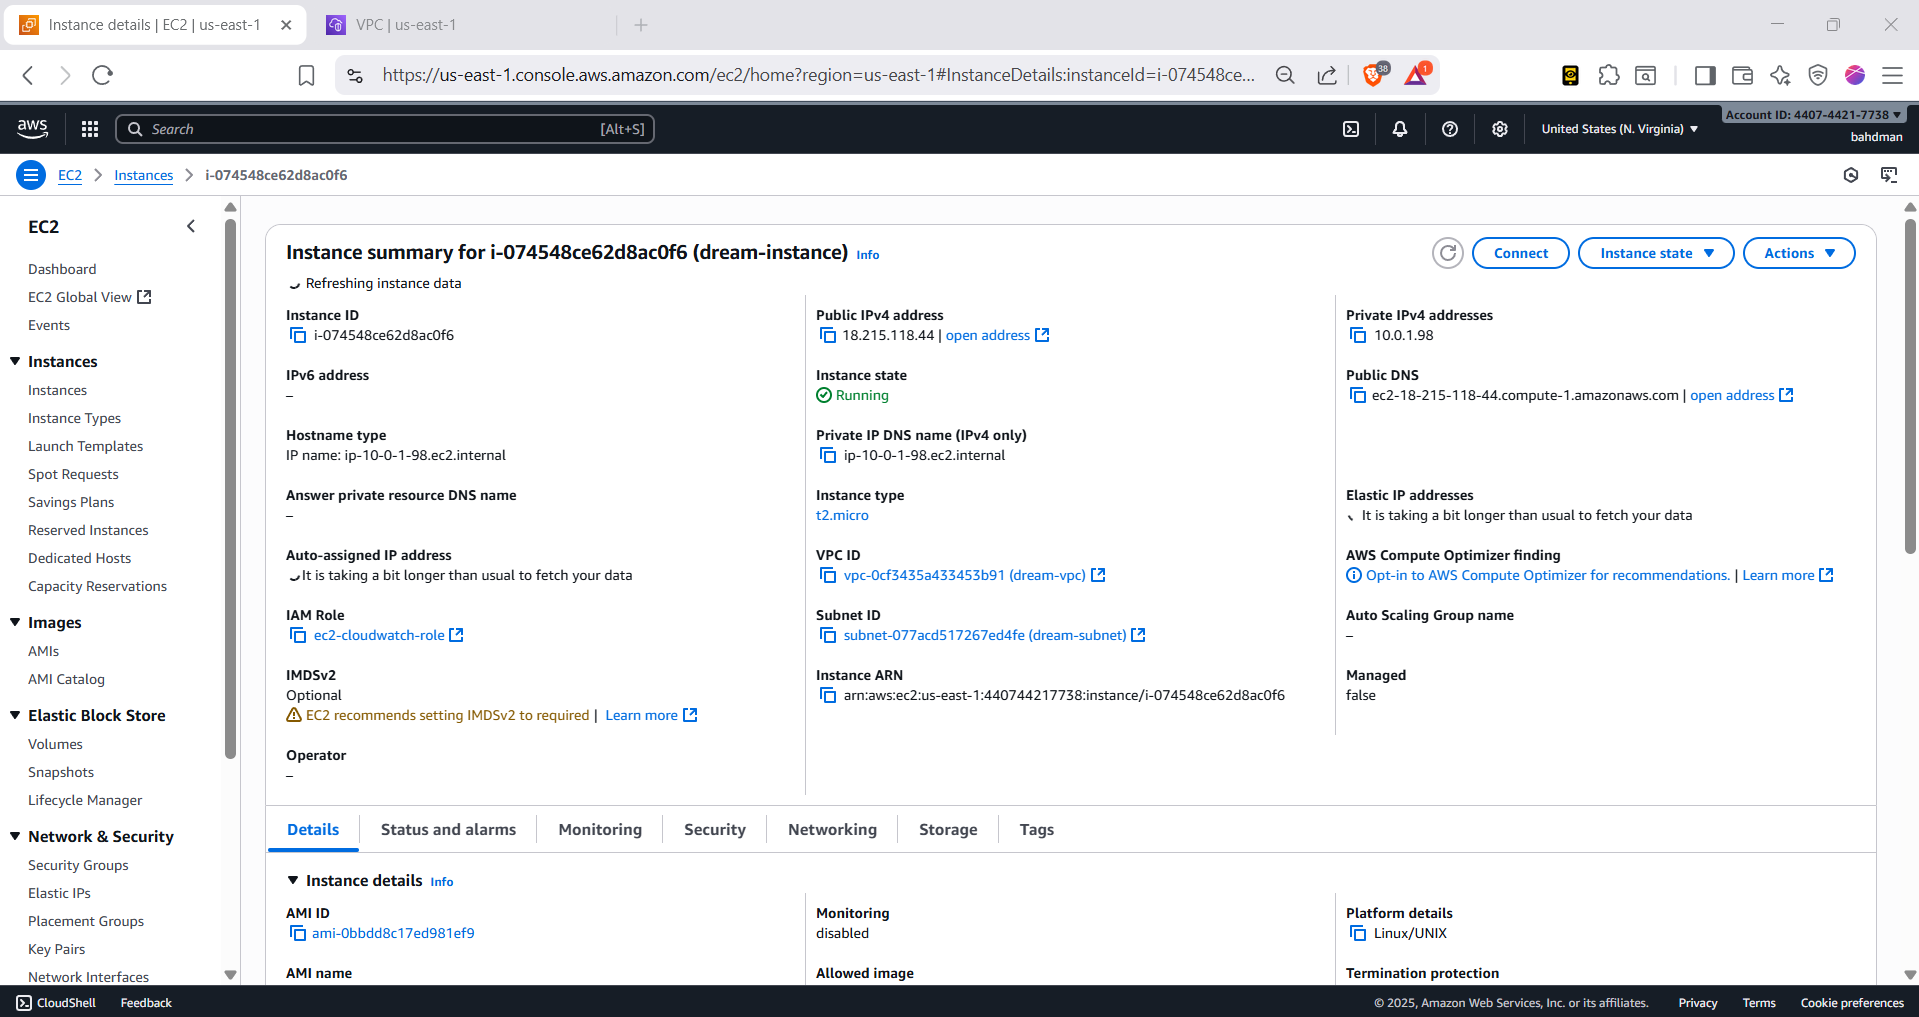 Instance details | EC2 | us-east-1
VPC | us-east-1
https://us-east-1.console.aws.amazon.com/ec2/home?region=us-east-1#InstanceDetails:instanceId=i-074548ce...
38
1
aws
Search
[Alt+S]
United States (N. Virginia)
Account ID: 4407-4421-7738
bahdman
EC2
Instances
i-074548ce62d8ac0f6
EC2
Dashboard
EC2 Global View
Events
Instances
Instances
Instance Types
Launch Templates
Spot Requests
Savings Plans
Reserved Instances
Dedicated Hosts
Capacity Reservations
Images
AMIs
AMI Catalog
Elastic Block Store
Volumes
Snapshots
Lifecycle Manager
Network & Security
Security Groups
Elastic IPs
Placement Groups
Key Pairs
Network Interfaces
Instance summary for i-074548ce62d8ac0f6 (dream-instance) Info
Connect
Instance state
Actions
Refreshing instance data
Instance ID
i-074548ce62d8ac0f6
Public IPv4 address
18.215.118.44 | open address
Private IPv4 addresses
10.0.1.98
IPv6 address
–
Instance state
Running
Public DNS
ec2-18-215-118-44.compute-1.amazonaws.com | open address
Hostname type
IP name: ip-10-0-1-98.ec2.internal
Private IP DNS name (IPv4 only)
ip-10-0-1-98.ec2.internal
Answer private resource DNS name
–
Instance type
t2.micro
Elastic IP addresses
It is taking a bit longer than usual to fetch your data
Auto-assigned IP address
It is taking a bit longer than usual to fetch your data
VPC ID
vpc-0cf3435a433453b91 (dream-vpc)
AWS Compute Optimizer finding
Opt-in to AWS Compute Optimizer for recommendations. | Learn more
IAM Role
ec2-cloudwatch-role
Subnet ID
subnet-077acd517267ed4fe (dream-subnet)
Auto Scaling Group name
–
IMDSv2
Optional
EC2 recommends setting IMDSv2 to required | Learn more
Instance ARN
arn:aws:ec2:us-east-1:440744217738:instance/i-074548ce62d8ac0f6
Managed
false
Operator
–
Details
Status and alarms
Monitoring
Security
Networking
Storage
Tags
Instance details Info
AMI ID
ami-0bbdd8c17ed981ef9
Monitoring
disabled
Platform details
Linux/UNIX
AMI name
Allowed image
Termination protection
CloudShell
Feedback
© 2025, Amazon Web Services, Inc. or its affiliates.
Privacy
Terms
Cookie preferences